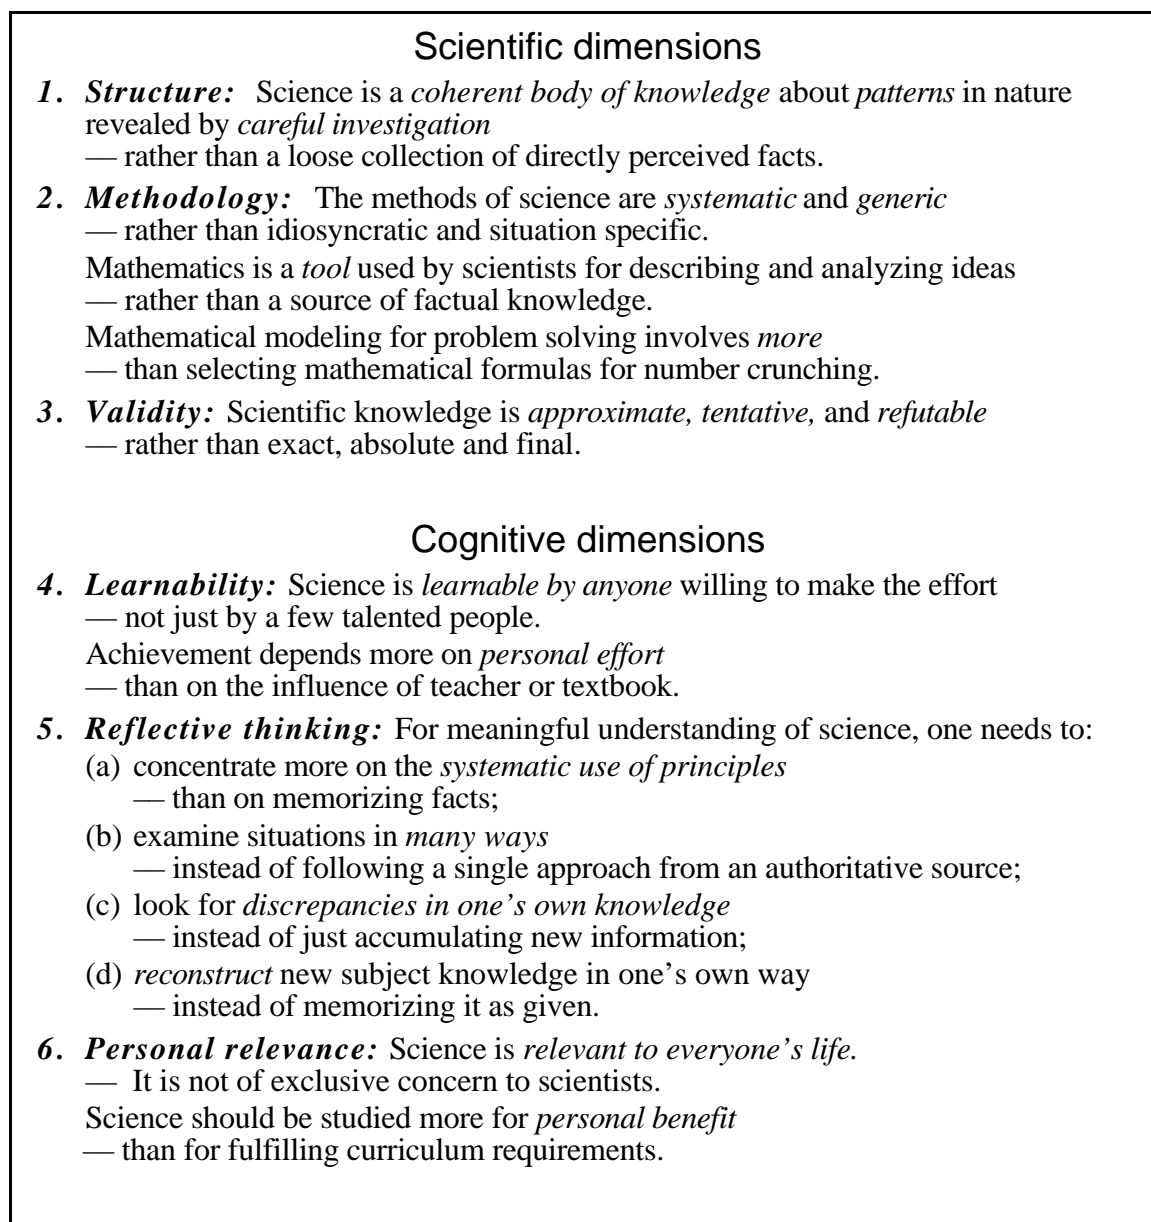 Scientific dimensions
1. Structure: Science is a coherent body of knowledge about patterns in nature
revealed by careful investigation
— rather than a loose collection of directly perceived facts.
2. Methodology: The methods of science are systematic and generic
— rather than idiosyncratic and situation specific.
Mathematics is a tool used by scientists for describing and analyzing ideas
— rather than a source of factual knowledge.
Mathematical modeling for problem solving involves more
— than selecting mathematical formulas for number crunching.
3. Validity: Scientific knowledge is approximate, tentative, and refutable
— rather than exact, absolute and final.
Cognitive dimensions
4. Learnability: Science is learnable by anyone willing to make the effort
— not just by a few talented people.
Achievement depends more on personal effort
— than on the influence of teacher or textbook.
5. Reflective thinking: For meaningful understanding of science, one needs to:
(a) concentrate more on the systematic use of principles
— than on memorizing facts;
(b) examine situations in many ways
— instead of following a single approach from an authoritative source;
(c) look for discrepancies in one’s own knowledge
— instead of just accumulating new information;
(d) reconstruct new subject knowledge in one’s own way
— instead of memorizing it as given.
6. Personal relevance: Science is relevant to everyone’s life.
— It is not of exclusive concern to scientists.
Science should be studied more for personal benefit
— than for fulfilling curriculum requirements.